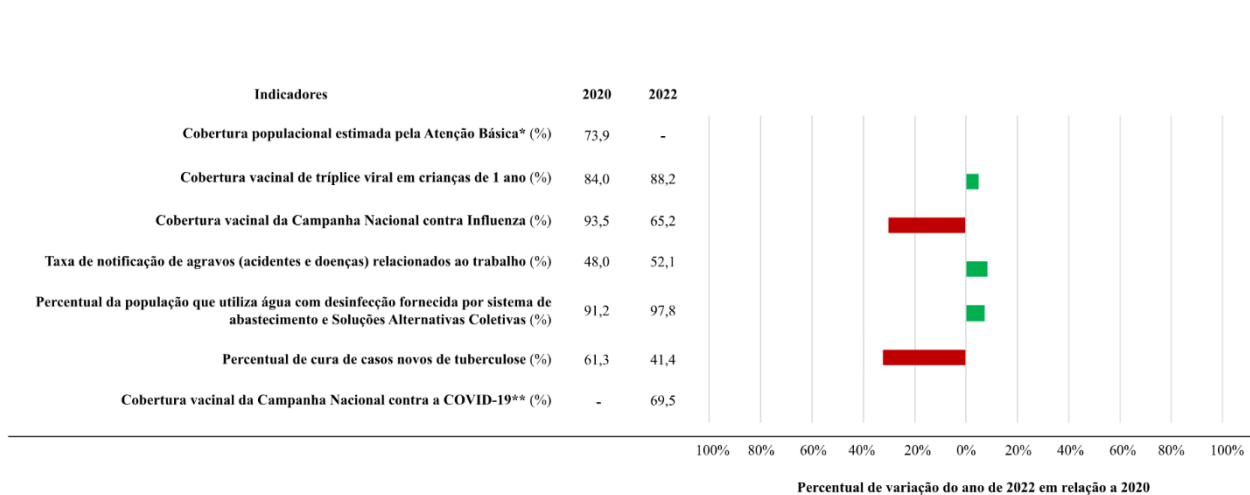 Indicadores 2020 2022
Cobertura populacional estimada pela Atenção Básica* (%) 73,9 -
Cobertura vacinal de tríplice viral em crianças de 1 ano (%) 84,0 88,2
Cobertura vacinal da Campanha Nacional contra Influenza (%) 93,5 65,2
Taxa de notificação de agravos (acidentes e doenças) relacionados ao trabalho (%) 48,0 52,1
Percentual da população que utiliza água com desinfecção fornecida por sistema de
abastecimento e Soluções Alternativas Coletivas (%) 91,2 97,8
Percentual de cura de casos novos de tuberculose (%) 61,3 41,4
Cobertura vacinal da Campanha Nacional contra a COVID-19** (%) - 69,5
100% 80% 60% 40% 20% 0% 20% 40% 60% 80% 100%
Percentual de variação do ano de 2022 em relação a 2020